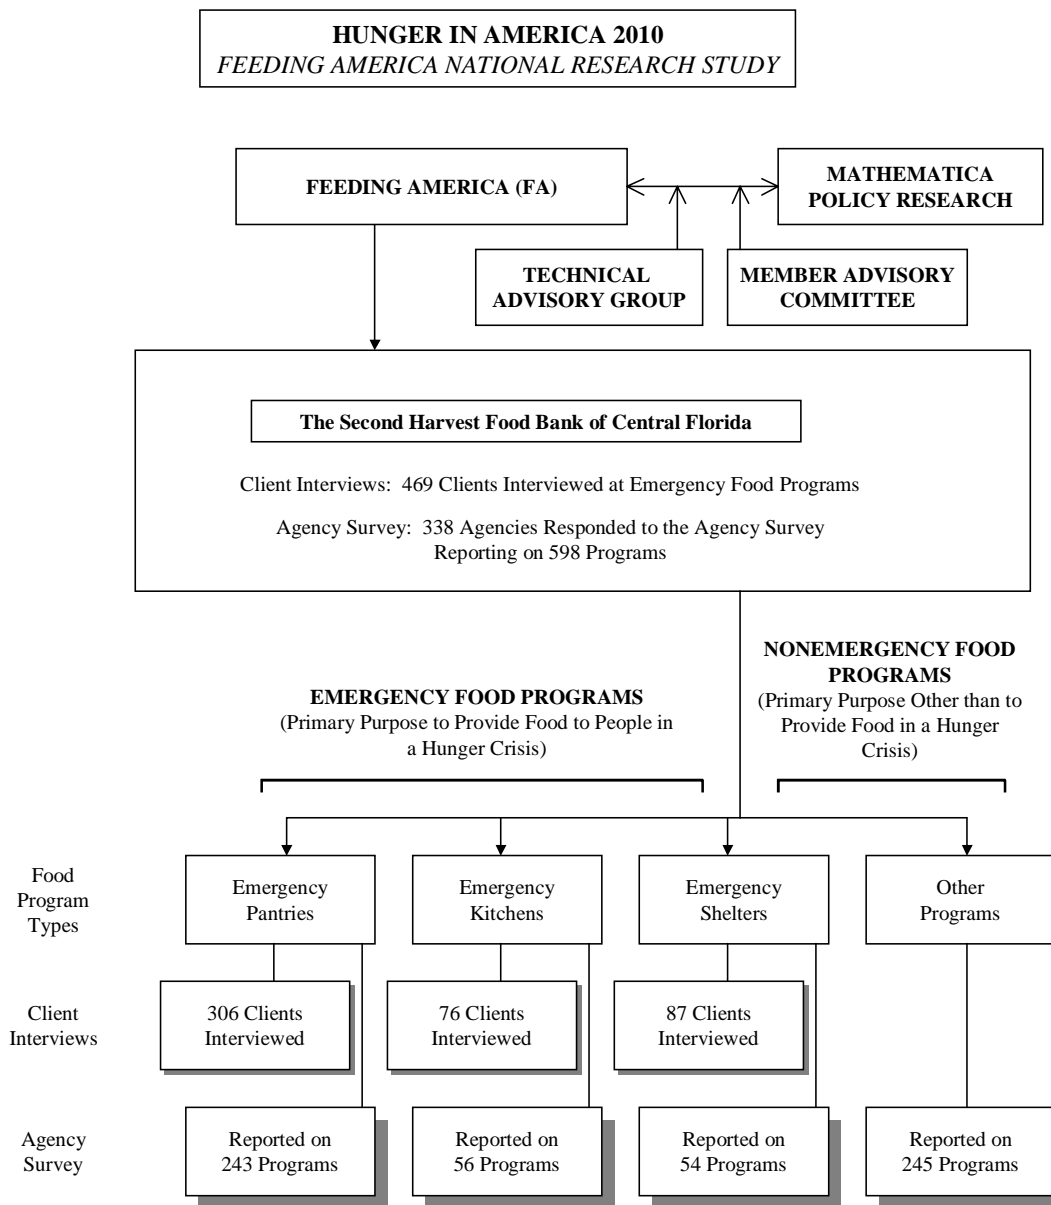 HUNGER IN AMERICA 2010
FEEDING AMERICA NATIONAL RESEARCH STUDY
FEEDING AMERICA (FA)
MATHEMATICA
POLICY RESEARCH
TECHNICAL
ADVISORY GROUP
MEMBER ADVISORY
COMMITTEE
The Second Harvest Food Bank of Central Florida
Client Interviews:  469 Clients Interviewed at Emergency Food Programs
Agency Survey:  338 Agencies Responded to the Agency Survey
Reporting on 598 Programs
EMERGENCY FOOD PROGRAMS
(Primary Purpose to Provide Food to People in
a Hunger Crisis)
NONEMERGENCY FOOD
PROGRAMS
(Primary Purpose Other than to
Provide Food in a Hunger
Crisis)
Food
Program
Types
Emergency
Pantries
Emergency
Kitchens
Emergency
Shelters
Other
Programs
Client
Interviews
306 Clients
Interviewed
76 Clients
Interviewed
87 Clients
Interviewed
Agency
Survey
Reported on
243 Programs
Reported on
56 Programs
Reported on
54 Programs
Reported on
245 Programs